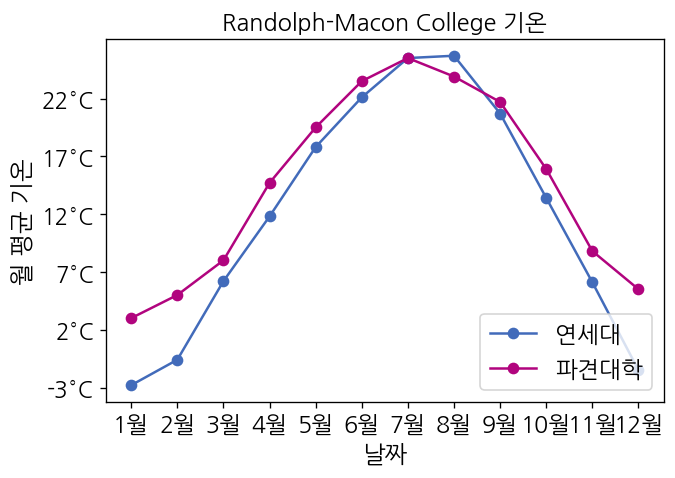 Randolph-Macon College 기온
월 평균 기온
22°C
17°C
12°C
7°C
2°C
-3°C
연세대
파견대학
1월 2월 3월 4월 5월 6월 7월 8월 9월 10월 11월 12월
날짜